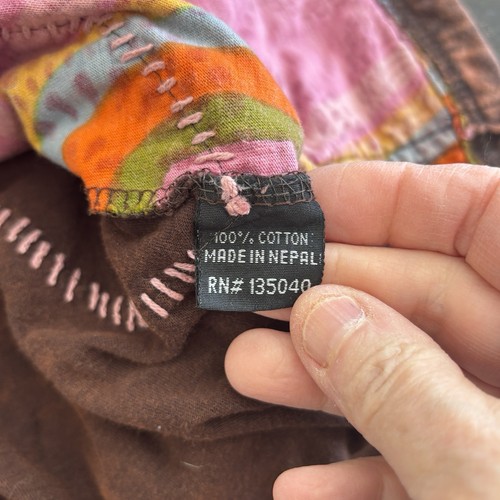 100% COTTON
MADE IN NEPAL
RN# 135040